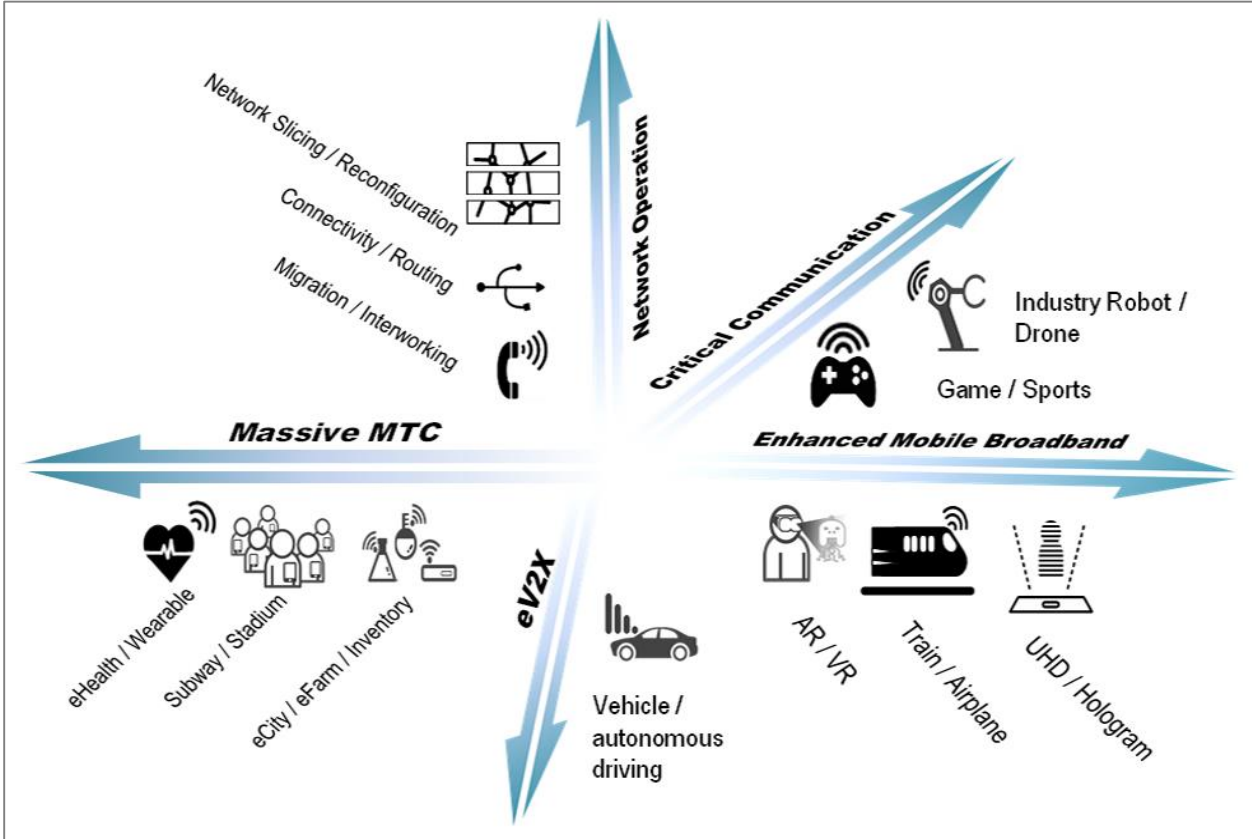 Network Slicing / Reconfiguration
Connectivity / Routing
Migration / Interworking
Network Operation
Critical Communication
Industry Robot /
Drone
Game / Sports
Massive MTC
Enhanced Mobile Broadband
eHealth / Wearable
Subway / Stadium
eCity / eFarm / Inventory
eV2X
Vehicle /
autonomous
driving
AR / VR
Train / Airplane
UHD / Hologram